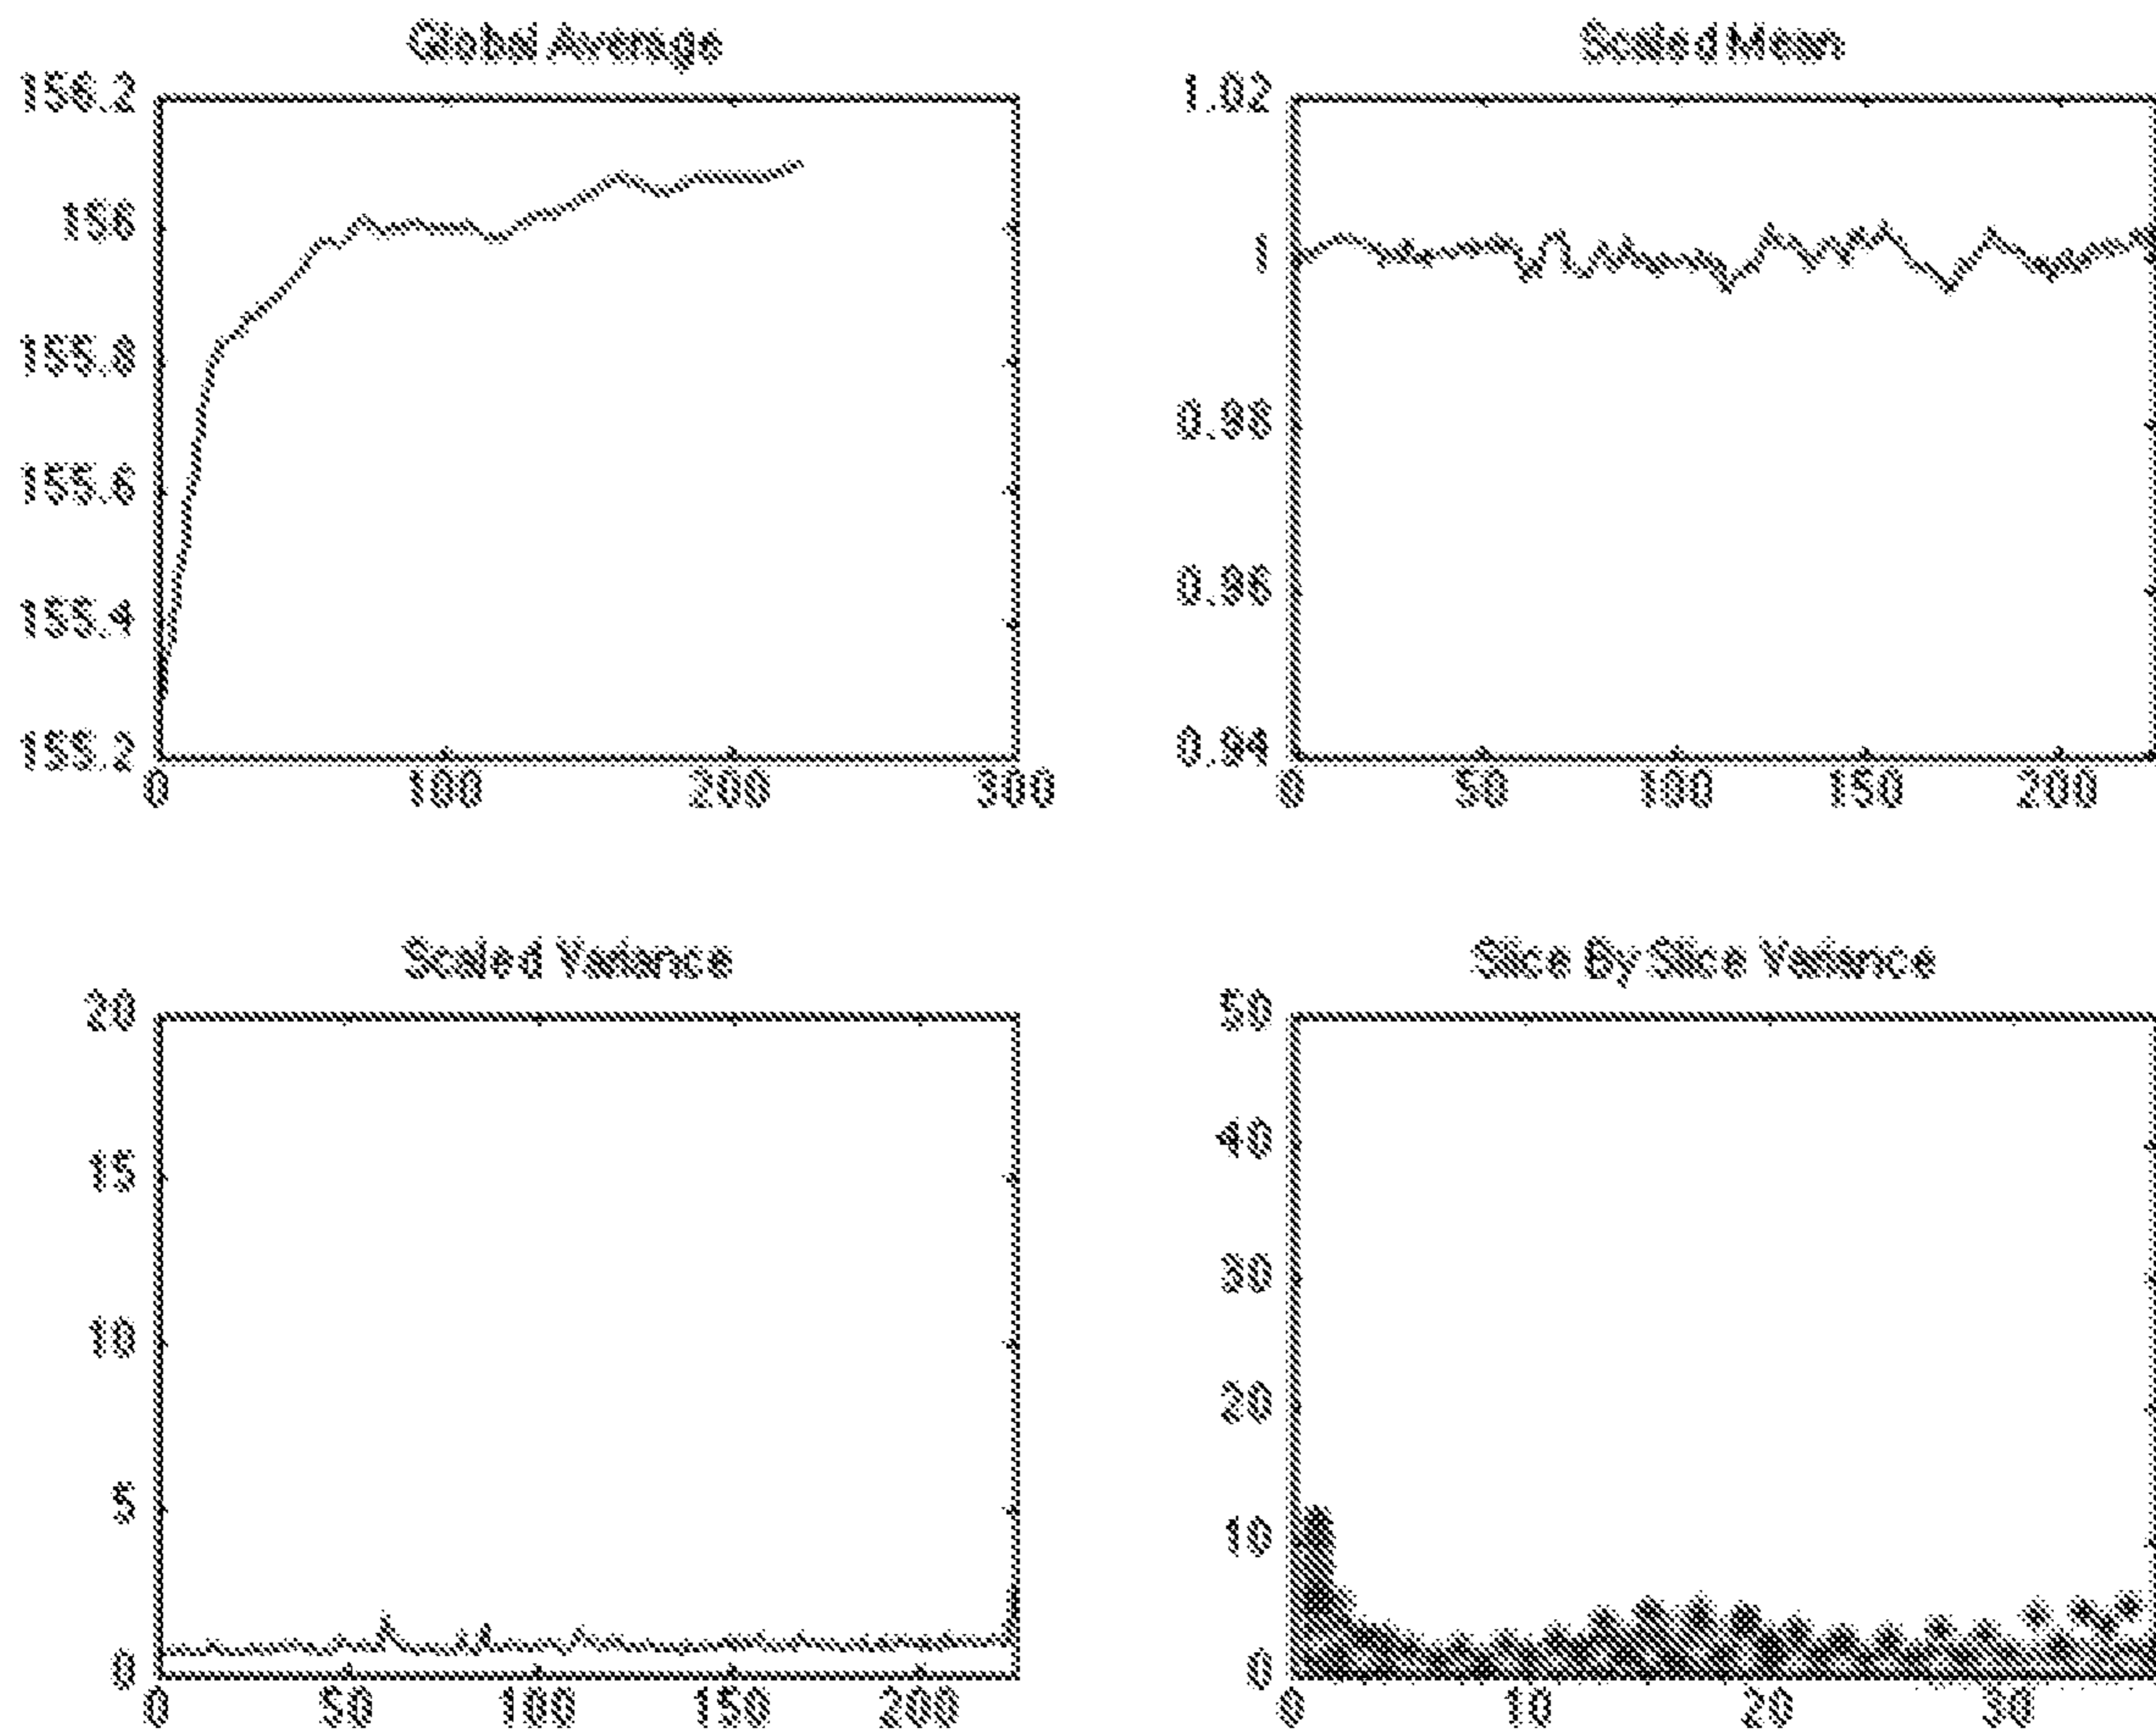 Global Average
156.2
156
155.8
155.6
155.4
155.2
0 100 200 300
Scaled Mean
1.02
1
0.98
0.96
0.94
0 50 100 150 200
Scaled Variance
20
15
10
5
0
0 50 100 150 200
Slice By Slice Variance
50
40
30
20
10
0
0 10 20 30